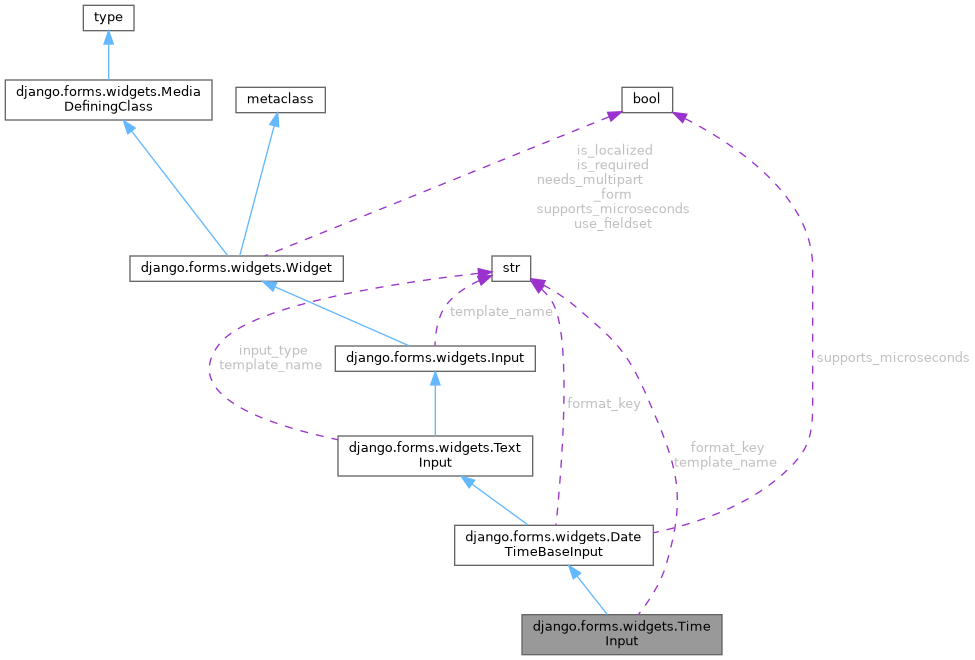 type
django.forms.widgets.Media
DefiningClass
metaclass
bool
is_localized
is_required
needs_multipart
_form
supports_microseconds
use_fieldset
django.forms.widgets.Widget
str
template_name
input_type
template_name
django.forms.widgets.Input
supports_microseconds
format_key
django.forms.widgets.Text
Input
format_key
template_name
django.forms.widgets.Date
TimeBaseInput
django.forms.widgets.Time
Input